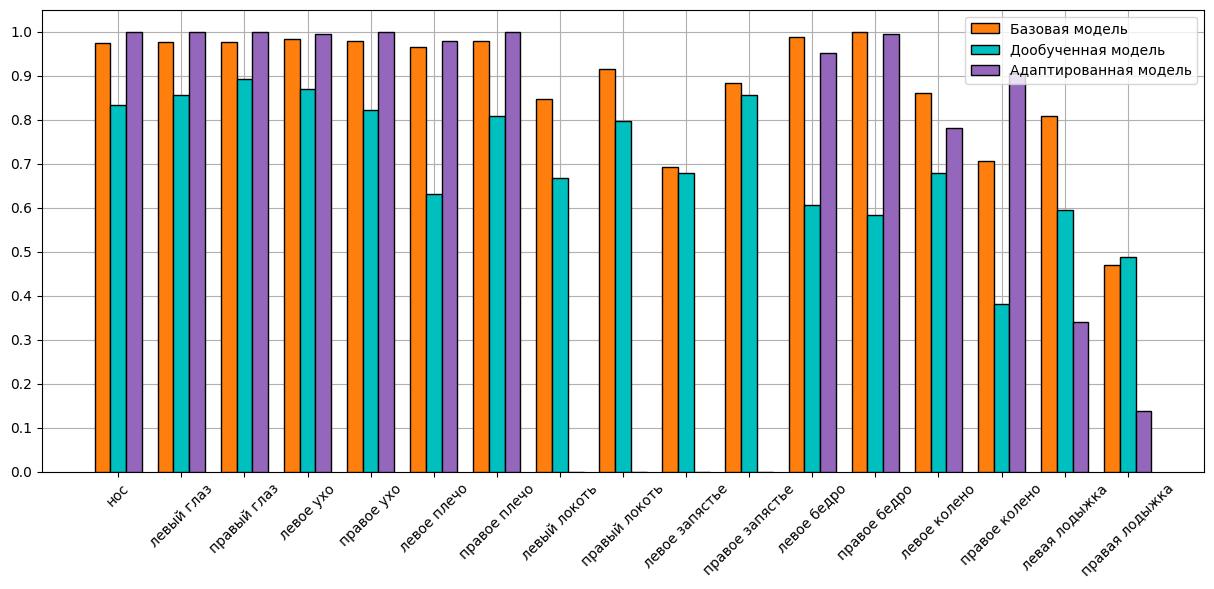 1.0
0.9
0.8
0.7
0.6
0.5
0.4
0.3
0.2
0.1
0.0
Базовая модель
Дообученная модель
Адаптированная модель
нос
левый глаз
правый глаз
левое ухо
правое ухо
левое плечо
правое плечо
левый локоть
правый локоть
левое запястье
правое запястье
левое бедро
правое бедро
левое колено
правое колено
левая лодыжка
правая лодыжка